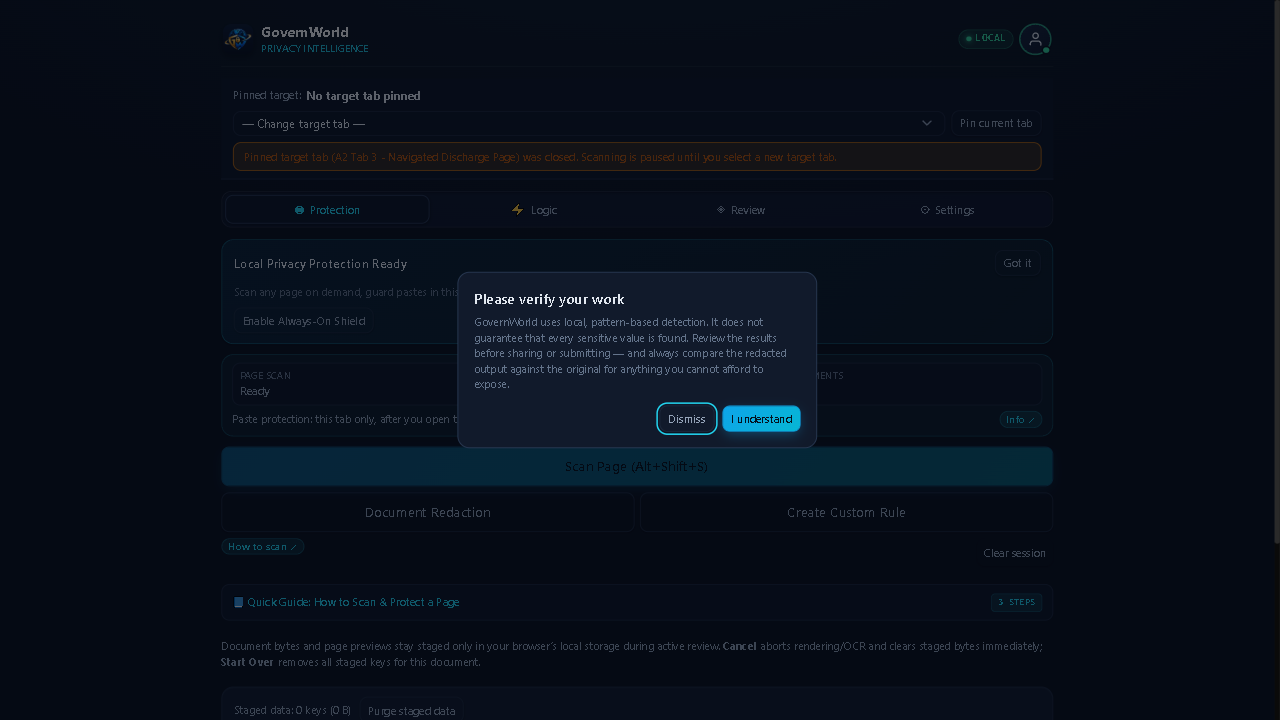 GovernWorld
PRIVACY INTELLIGENCE
LOCAL
Pinned target: No target tab pinned
— Change target tab —
Pin current tab
Pinned target tab (A2 Tab 3 - Navigated Discharge Page) was closed. Scanning is paused until you select a new target tab.
Protection
Logic
Review
Settings
Local Privacy Protection Ready
Got it
Scan any page on demand, guard pastes in this
Enable Always-On Shield
Please verify your work
GovernWorld uses local, pattern-based detection. It does not
guarantee that every sensitive value is found. Review the results
before sharing or submitting — and always compare the redacted
output against the original for anything you cannot afford to
expose.
Dismiss
I understand
PAGE SCAN
Ready
Paste protection: this tab only, after you open t
Info ↗
Scan Page (Alt+Shift+S)
Document Redaction
Create Custom Rule
How to scan ↗
Clear session
Quick Guide: How to Scan & Protect a Page
3 STEPS
Document bytes and page previews stay staged only in your browser's local storage during active review. Cancel aborts rendering/OCR and clears staged bytes immediately;
Start Over removes all staged keys for this document.
Staged data: 0 keys (0 B)
Purge staged data